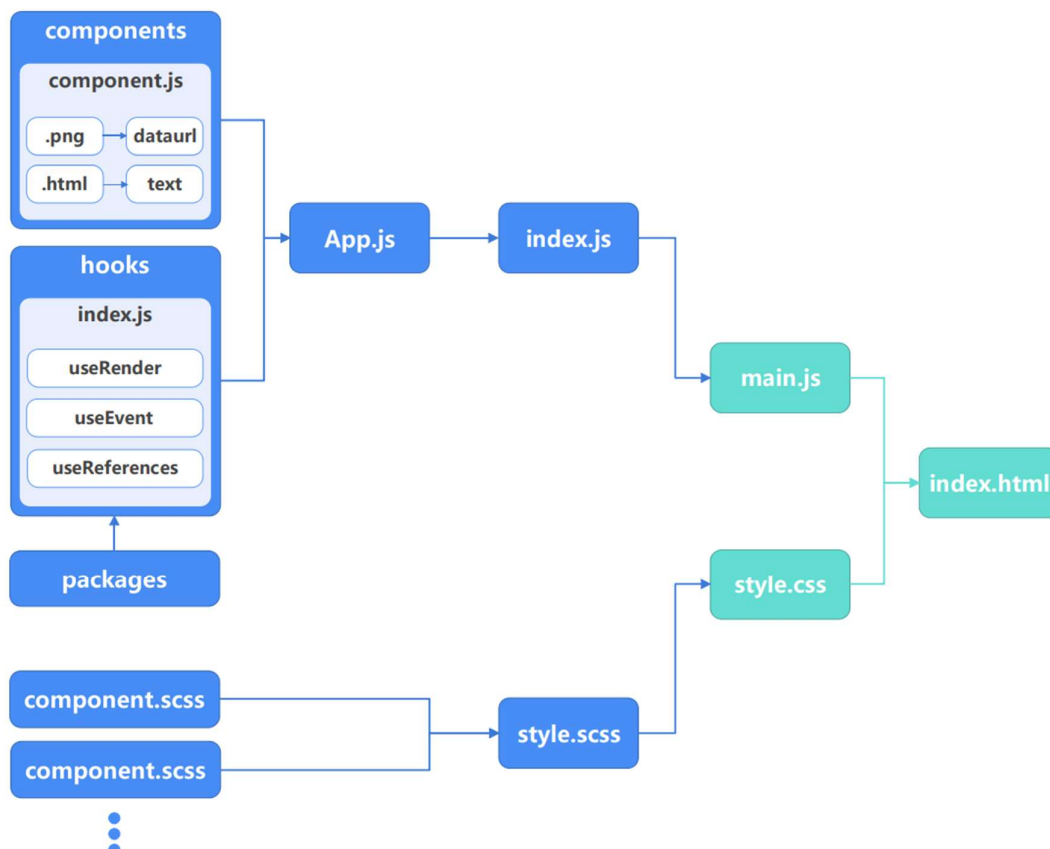 components
component.js
.png
dataurl
.html
text
hooks
index.js
useRender
useEvent
useReferences
packages
App.js
index.js
main.js
index.html
style.css
component.scss
component.scss
style.scss